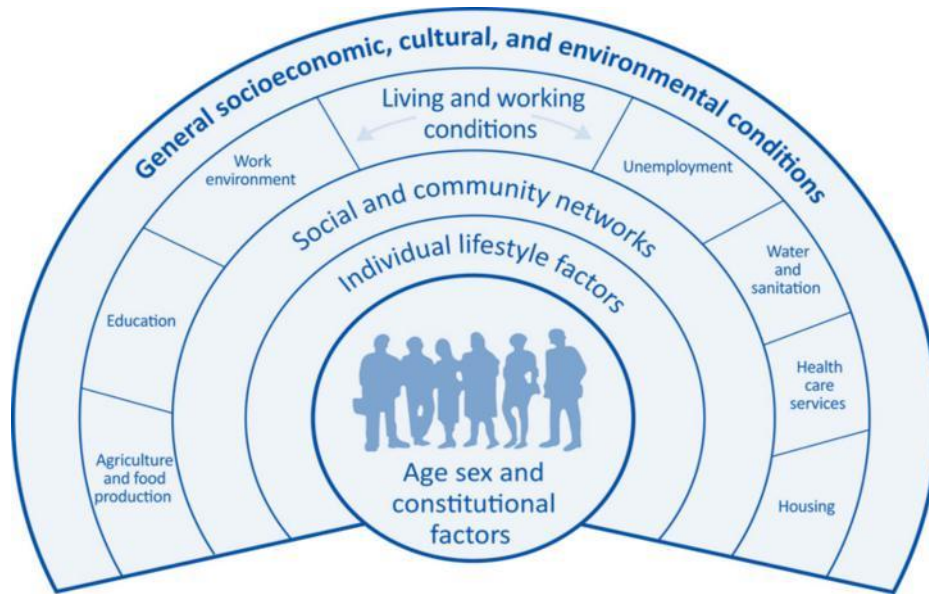 General socioeconomic, cultural, and environmental conditions
Living and working
conditions
Work
environment
Unemployment
Social and community networks
Individual lifestyle factors
Education
Water
and
sanitation
Health
care
services
Agriculture
and food
production
Housing
Age sex and
constitutional
factors